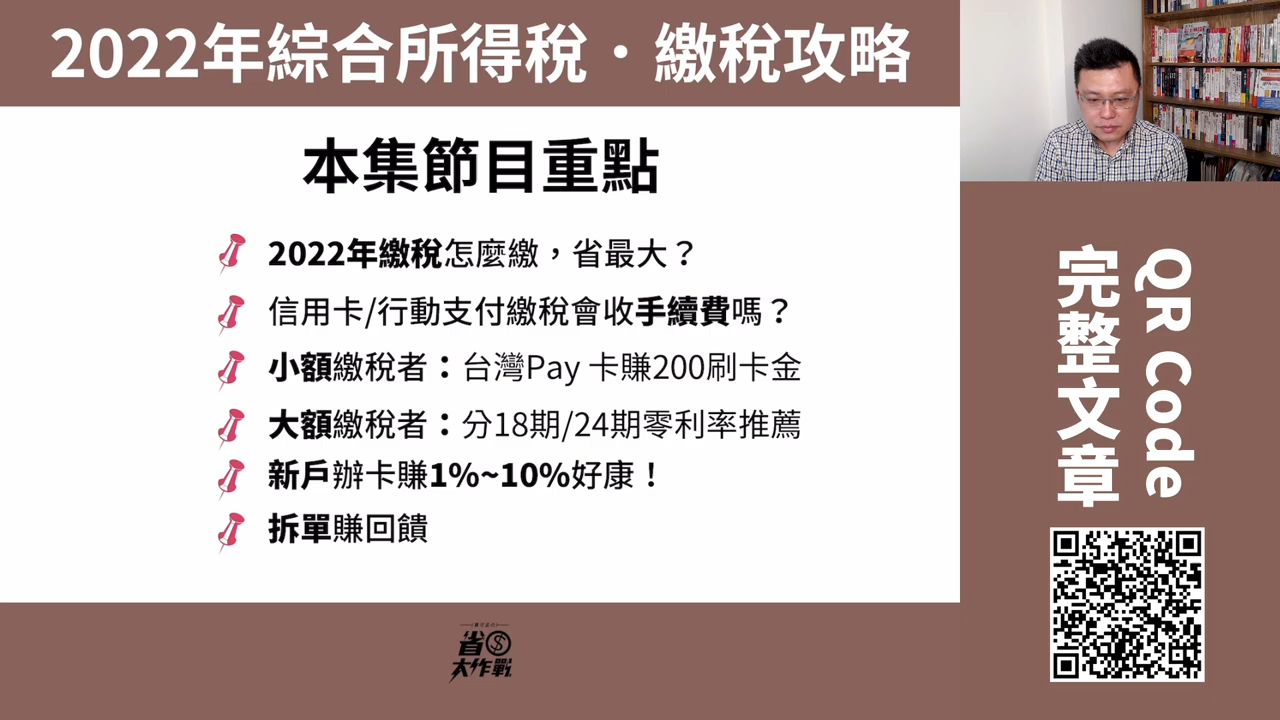 2022年綜合所得稅・繳稅攻略
本集節目重點
2022年繳稅怎麼繳，省最大？
信用卡/行動支付繳稅會收手續費嗎？
小額繳稅者：台灣Pay 卡賺200刷卡金
大額繳稅者：分18期/24期零利率推薦
新戶辦卡賺1%~10%好康！
拆單賺回饋
QR Code
完整文章
省
大作戰